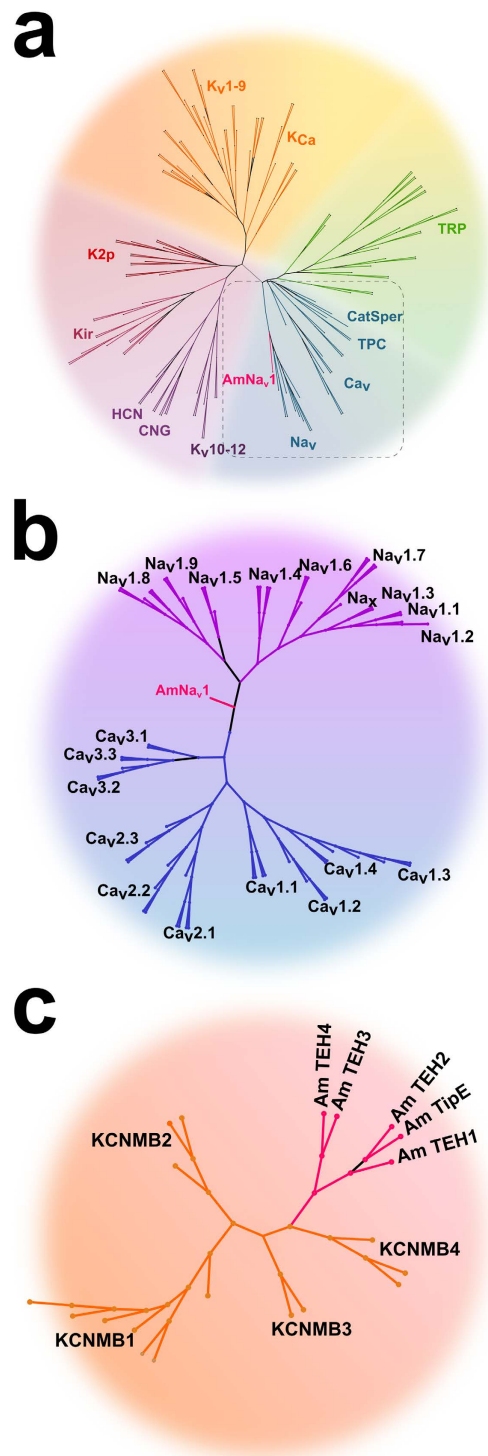 a
Kv1-9
KCa
TRP
K2p
CatSper
Kir
TPC
AmNav1
Cav
HCN
CNG
Nav
Kv10-12
b
Nav1.9
Nav1.6
Nav1.7
Nav1.8
Nav1.5
Nav1.4
Nax
Nav1.3
Nav1.1
Nav1.2
AmNav1
Cav3.1
Cav3.3
Cav3.2
Cav2.3
Cav1.4
Cav1.3
Cav2.2
Cav1.1
Cav1.2
Cav2.1
c
Am TEH4
Am TEH3
Am TEH2
Am TipE
Am TEH1
KCNMB2
KCNMB4
KCNMB3
KCNMB1